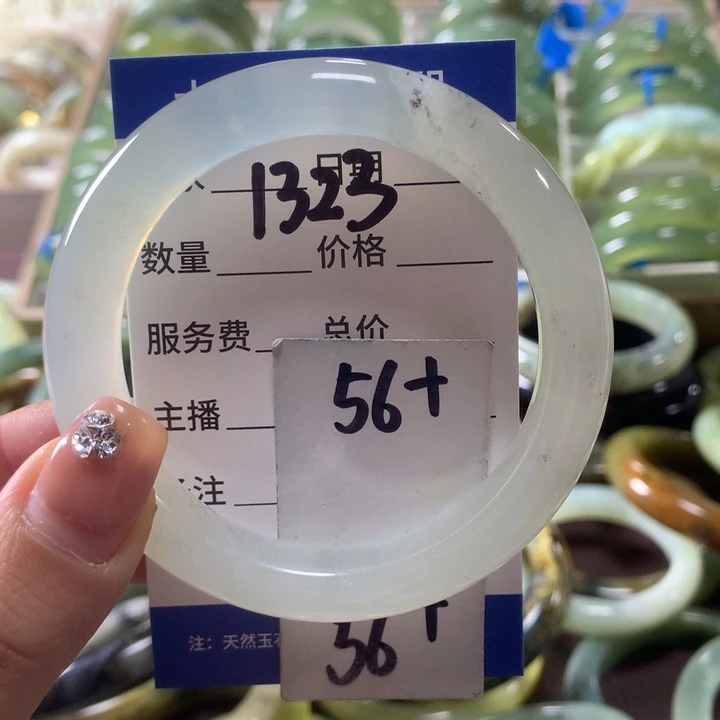 1323
日期
数量 价格
服务费 总价
主播
56+
注
56+
注：天然玉石